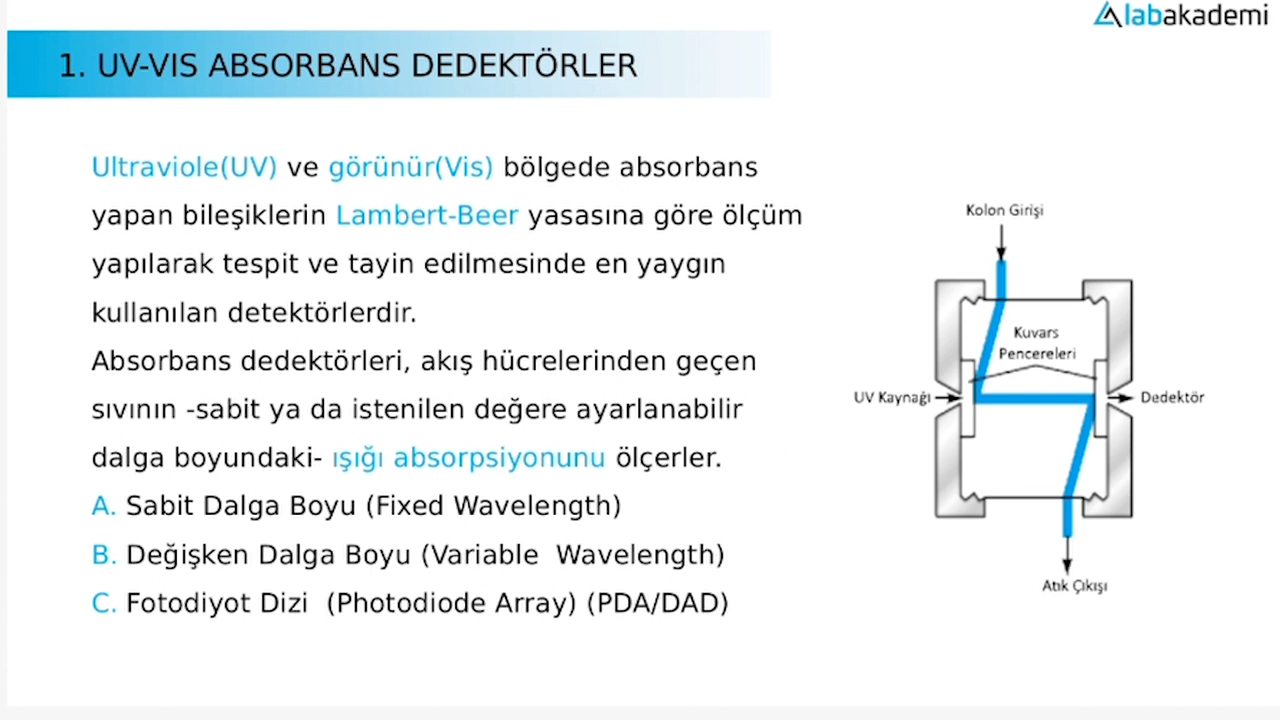 labakademi
1. UV-VIS ABSORBANS DEDEKTÖRLER
Ultraviole(UV) ve görünür(Vis) bölgede absorbans
yapan bileşiklerin Lambert-Beer yasasına göre ölçüm
yapılarak tespit ve tayin edilmesinde en yaygın
kullanılan detektörlerdir.
Absorbans dedektörleri, akış hücrelerinden geçen
sıvının -sabit ya da istenilen değere ayarlanabilir
dalga boyundaki- ışığı absorpsiyonunu ölçerler.
A. Sabit Dalga Boyu (Fixed Wavelength)
B. Değişken Dalga Boyu (Variable  Wavelength)
C. Fotodiyot Dizi  (Photodiode Array) (PDA/DAD)
Kolon Girişi
Kuvars
Pencereleri
UV Kaynağı
Dedektör
Atık Çıkışı